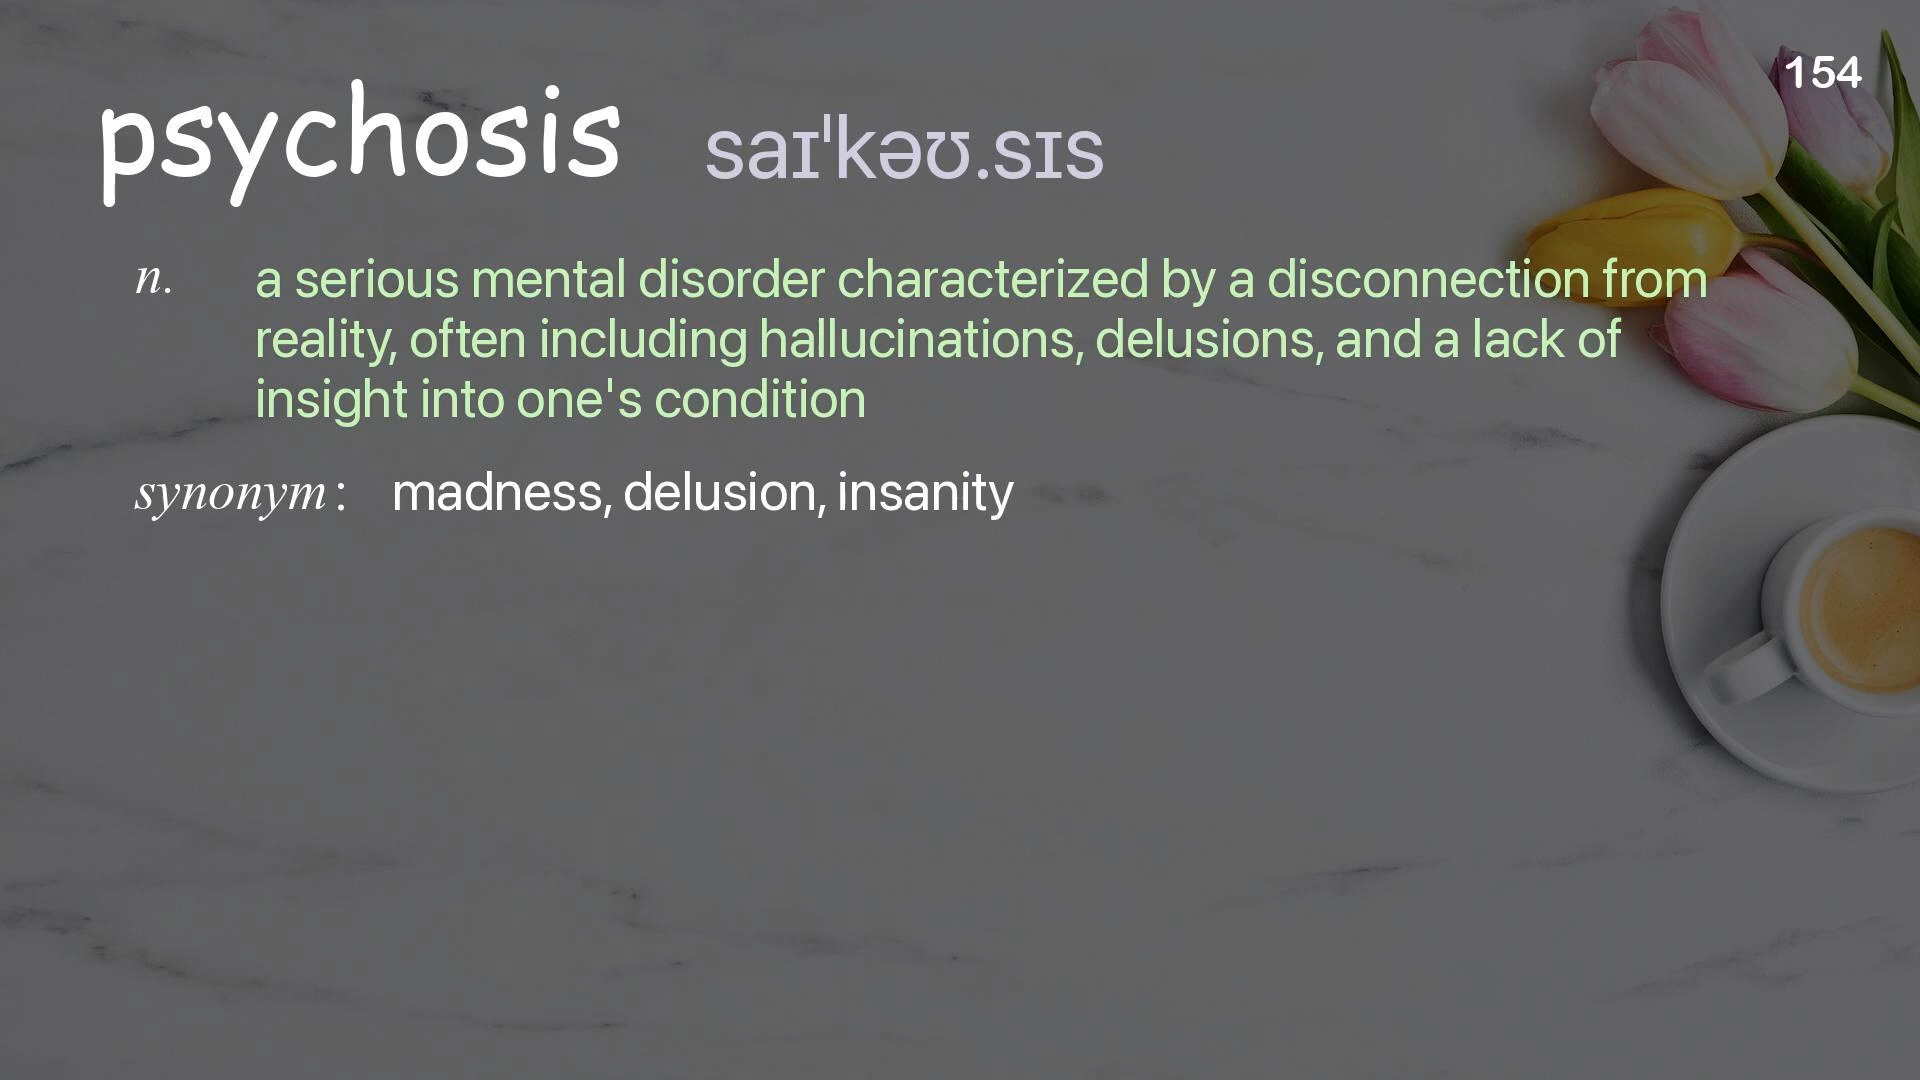 154
psychosis saɪˈkəʊ.sɪs
n. a serious mental disorder characterized by a disconnection from
reality, often including hallucinations, delusions, and a lack of
insight into one's condition
synonym : madness, delusion, insanity